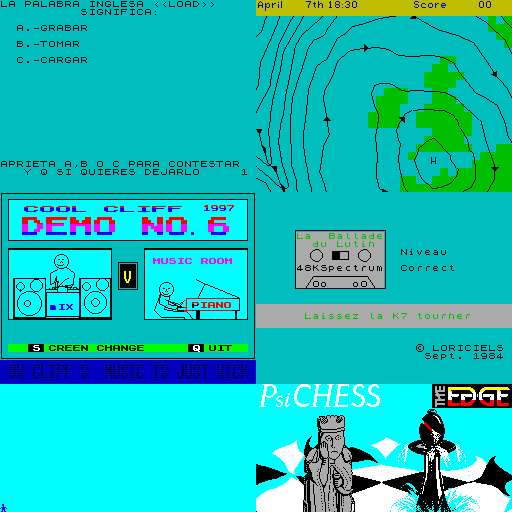 LA PALABRA INGLESA <<LOAD>>
SIGNIFICA:
A.-GRABAR
B.-TOMAR
C.-CARGAR
APRIETA A,B O C PARA CONTESTAR
Y Q SI QUIERES DEJARLO 1
April 7th 18:30 Score 00
W
COOL CLIFF 1997
DEMO NO. 6
MIX
V
MUSIC ROOM
PIANO
S CREEN CHANGE Q UIT
La Ballade
du Lutin
48KSpectrum
Niveau
Correct
Laissez la K7 tourner
© LORICIELS
Sept. 1984
PsiCHESS
THE EDGE